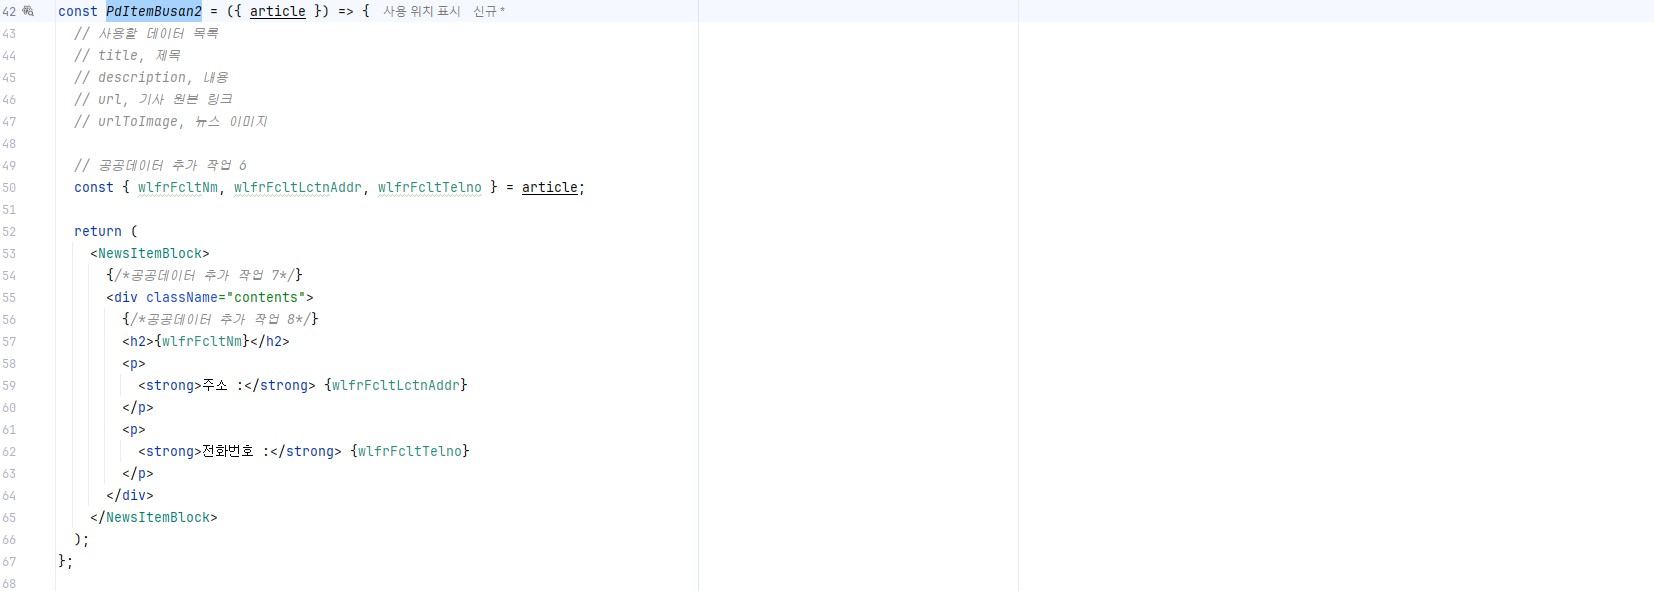 42 const PdItemBusan2 = ({ article }) => { 사용 위치 표시 신규 *
43 // 사용할 데이터 목록
44 // title, 제목
45 // description, 내용
46 // url, 기사 원본 링크
47 // urlToImage, 뉴스 이미지
48
49 // 공공데이터 추가 작업 6
50 const { wlfrFcltNm, wlfrFcltLctnAddr, wlfrFcltTelno } = article;
51
52 return (
53 <NewsItemBlock>
54 {/*공공데이터 추가 작업 7*/}
55 <div className="contents">
56 {/*공공데이터 추가 작업 8*/}
57 <h2>{wlfrFcltNm}</h2>
58 <p>
59 <strong>주소 :</strong> {wlfrFcltLctnAddr}
60 </p>
61 <p>
62 <strong>전화번호 :</strong> {wlfrFcltTelno}
63 </p>
64 </div>
65 </NewsItemBlock>
66 );
67 };
68